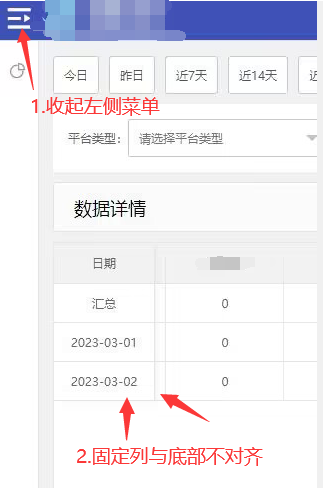 今日 昨日 近7天 近14天
1.收起左侧菜单
平台类型: 请选择平台类型
数据详情
日期
汇总 0
2023-03-01 0
2023-03-02 0
2.固定列与底部不对齐